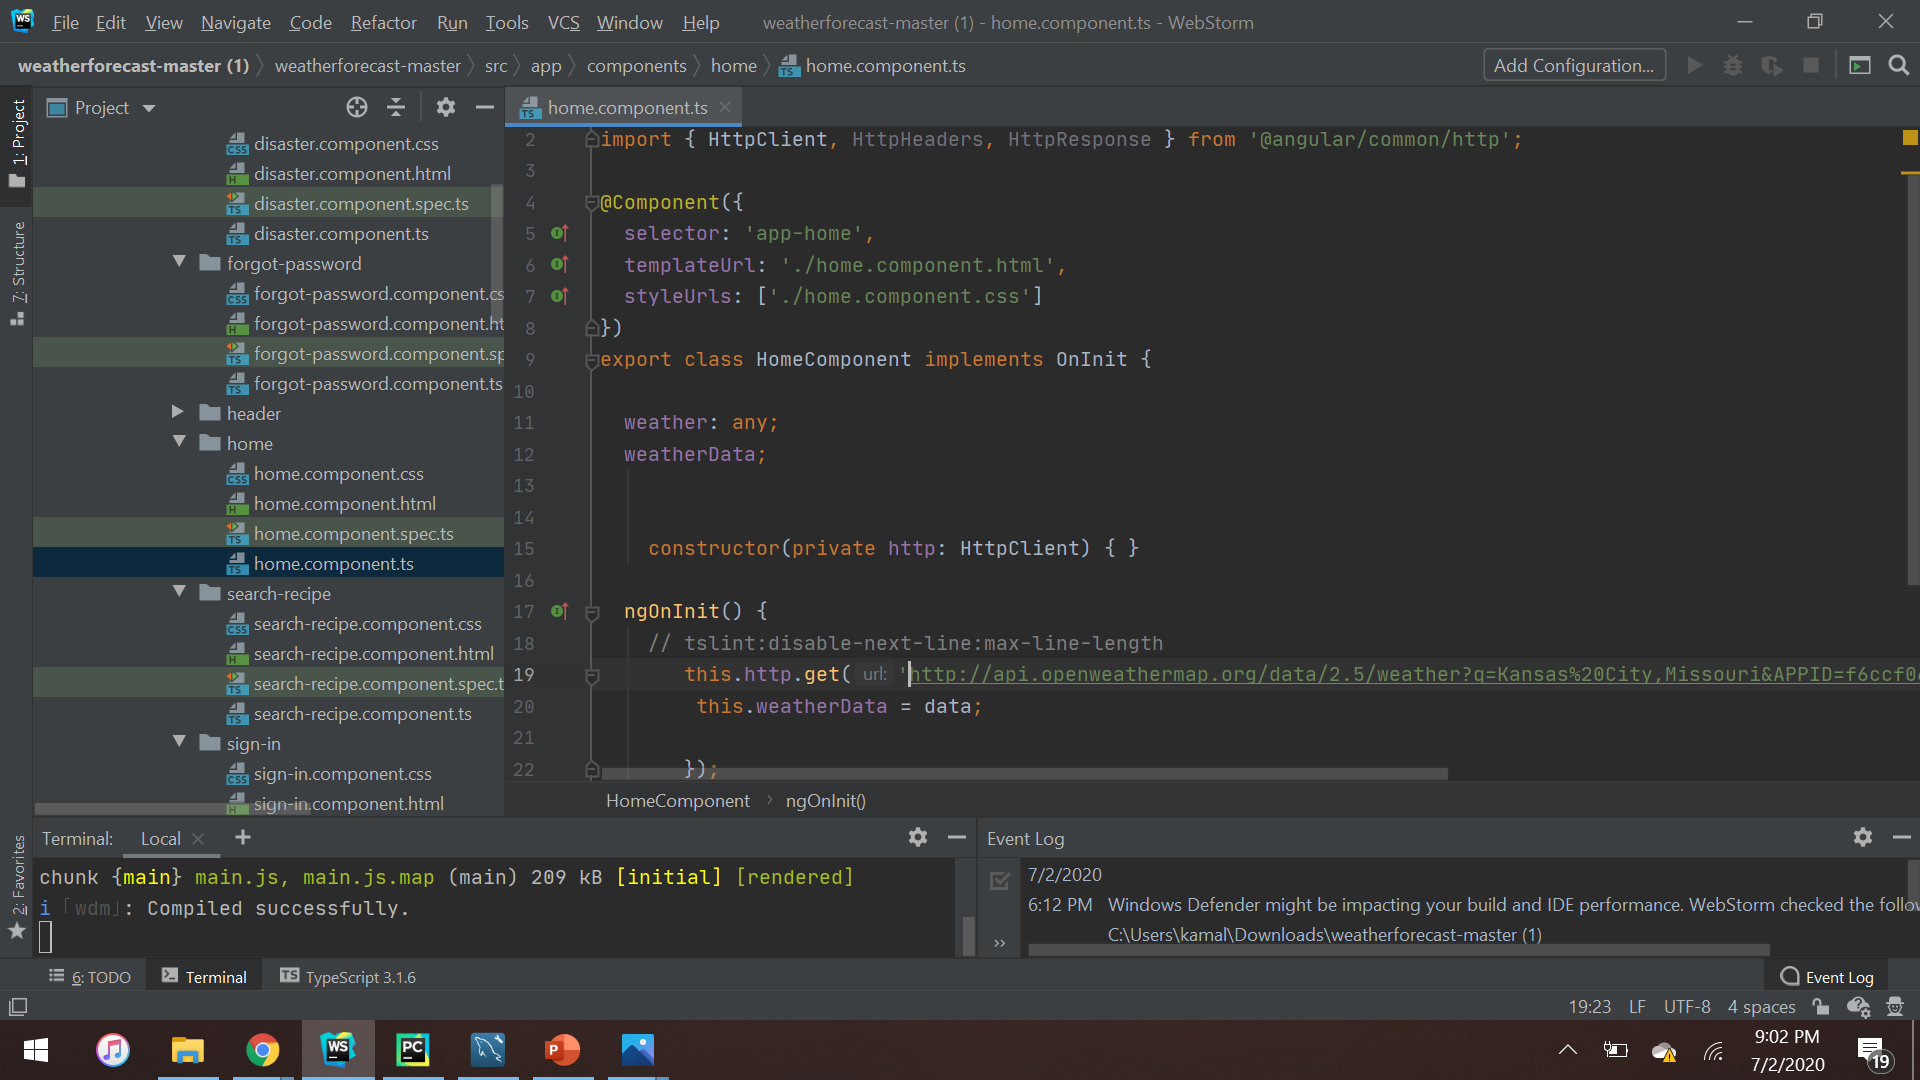 File Edit View Navigate Code Refactor Run Tools VCS Window Help weatherforecast-master (1) - home.component.ts - WebStorm
weatherforecast-master (1) weatherforecast-master src app components home home.component.ts Add Configuration...
1: Project
7: Structure
2: Favorites
Project
disaster.component.css
disaster.component.html
disaster.component.spec.ts
disaster.component.ts
forgot-password
forgot-password.component.cs
forgot-password.component.ht
forgot-password.component.sp
forgot-password.component.ts
header
home
home.component.css
home.component.html
home.component.spec.ts
home.component.ts
search-recipe
search-recipe.component.css
search-recipe.component.html
search-recipe.component.spec.t
search-recipe.component.ts
sign-in
sign-in.component.css
sign-in.component.html
home.component.ts
2 import { HttpClient, HttpHeaders, HttpResponse } from '@angular/common/http';
3
4 @Component({
5 selector: 'app-home',
6 templateUrl: './home.component.html',
7 styleUrls: ['./home.component.css']
8 })
9 export class HomeComponent implements OnInit {
10
11 weather: any;
12 weatherData;
13
14
15 constructor(private http: HttpClient) { }
16
17 ngOnInit() {
18 // tslint:disable-next-line:max-line-length
19 this.http.get( url: 'http://api.openweathermap.org/data/2.5/weather?q=Kansas%20City,Missouri&APPID=f6ccf0
20 this.weatherData = data;
21
22 });
HomeComponent ngOnInit()
Terminal: Local +
chunk {main} main.js, main.js.map (main) 209 kB [initial] [rendered]
i 「wdm」: Compiled successfully.
Event Log
7/2/2020
6:12 PM Windows Defender might be impacting your build and IDE performance. WebStorm checked the follow
C:\Users\kamal\Downloads\weatherforecast-master (1)
6: TODO Terminal TypeScript 3.1.6 Event Log
19:23 LF UTF-8 4 spaces
9:02 PM
7/2/2020
19